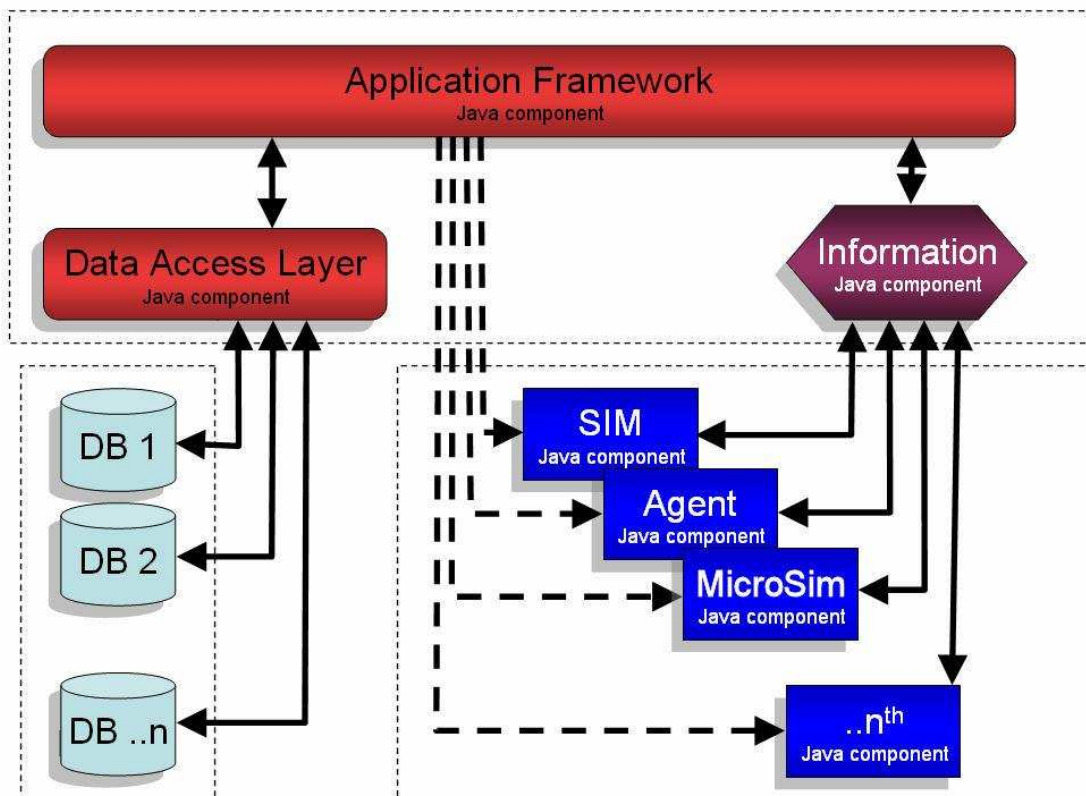 Application Framework
Java component
Data Access Layer
Java component
Information
Java component
DB 1
DB 2
DB ..n
SIM
Java component
Agent
Java component
MicroSim
Java component
..nth
Java component